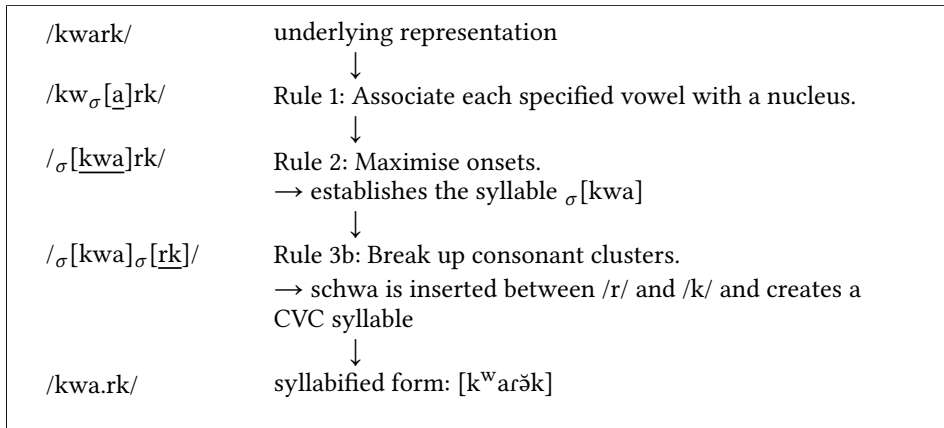 /kwark/ underlying representation
↓
/kw σ[a]rk/ Rule 1: Associate each specified vowel with a nucleus.
↓
/σ[kwa]rk/ Rule 2: Maximise onsets.
→ establishes the syllable σ[kwa]
↓
/σ[kwa]σ[rk]/ Rule 3b: Break up consonant clusters.
→ schwa is inserted between /r/ and /k/ and creates a
CVC syllable
↓
/kwa.rk/ syllabified form: [kʷaɾə̆k]